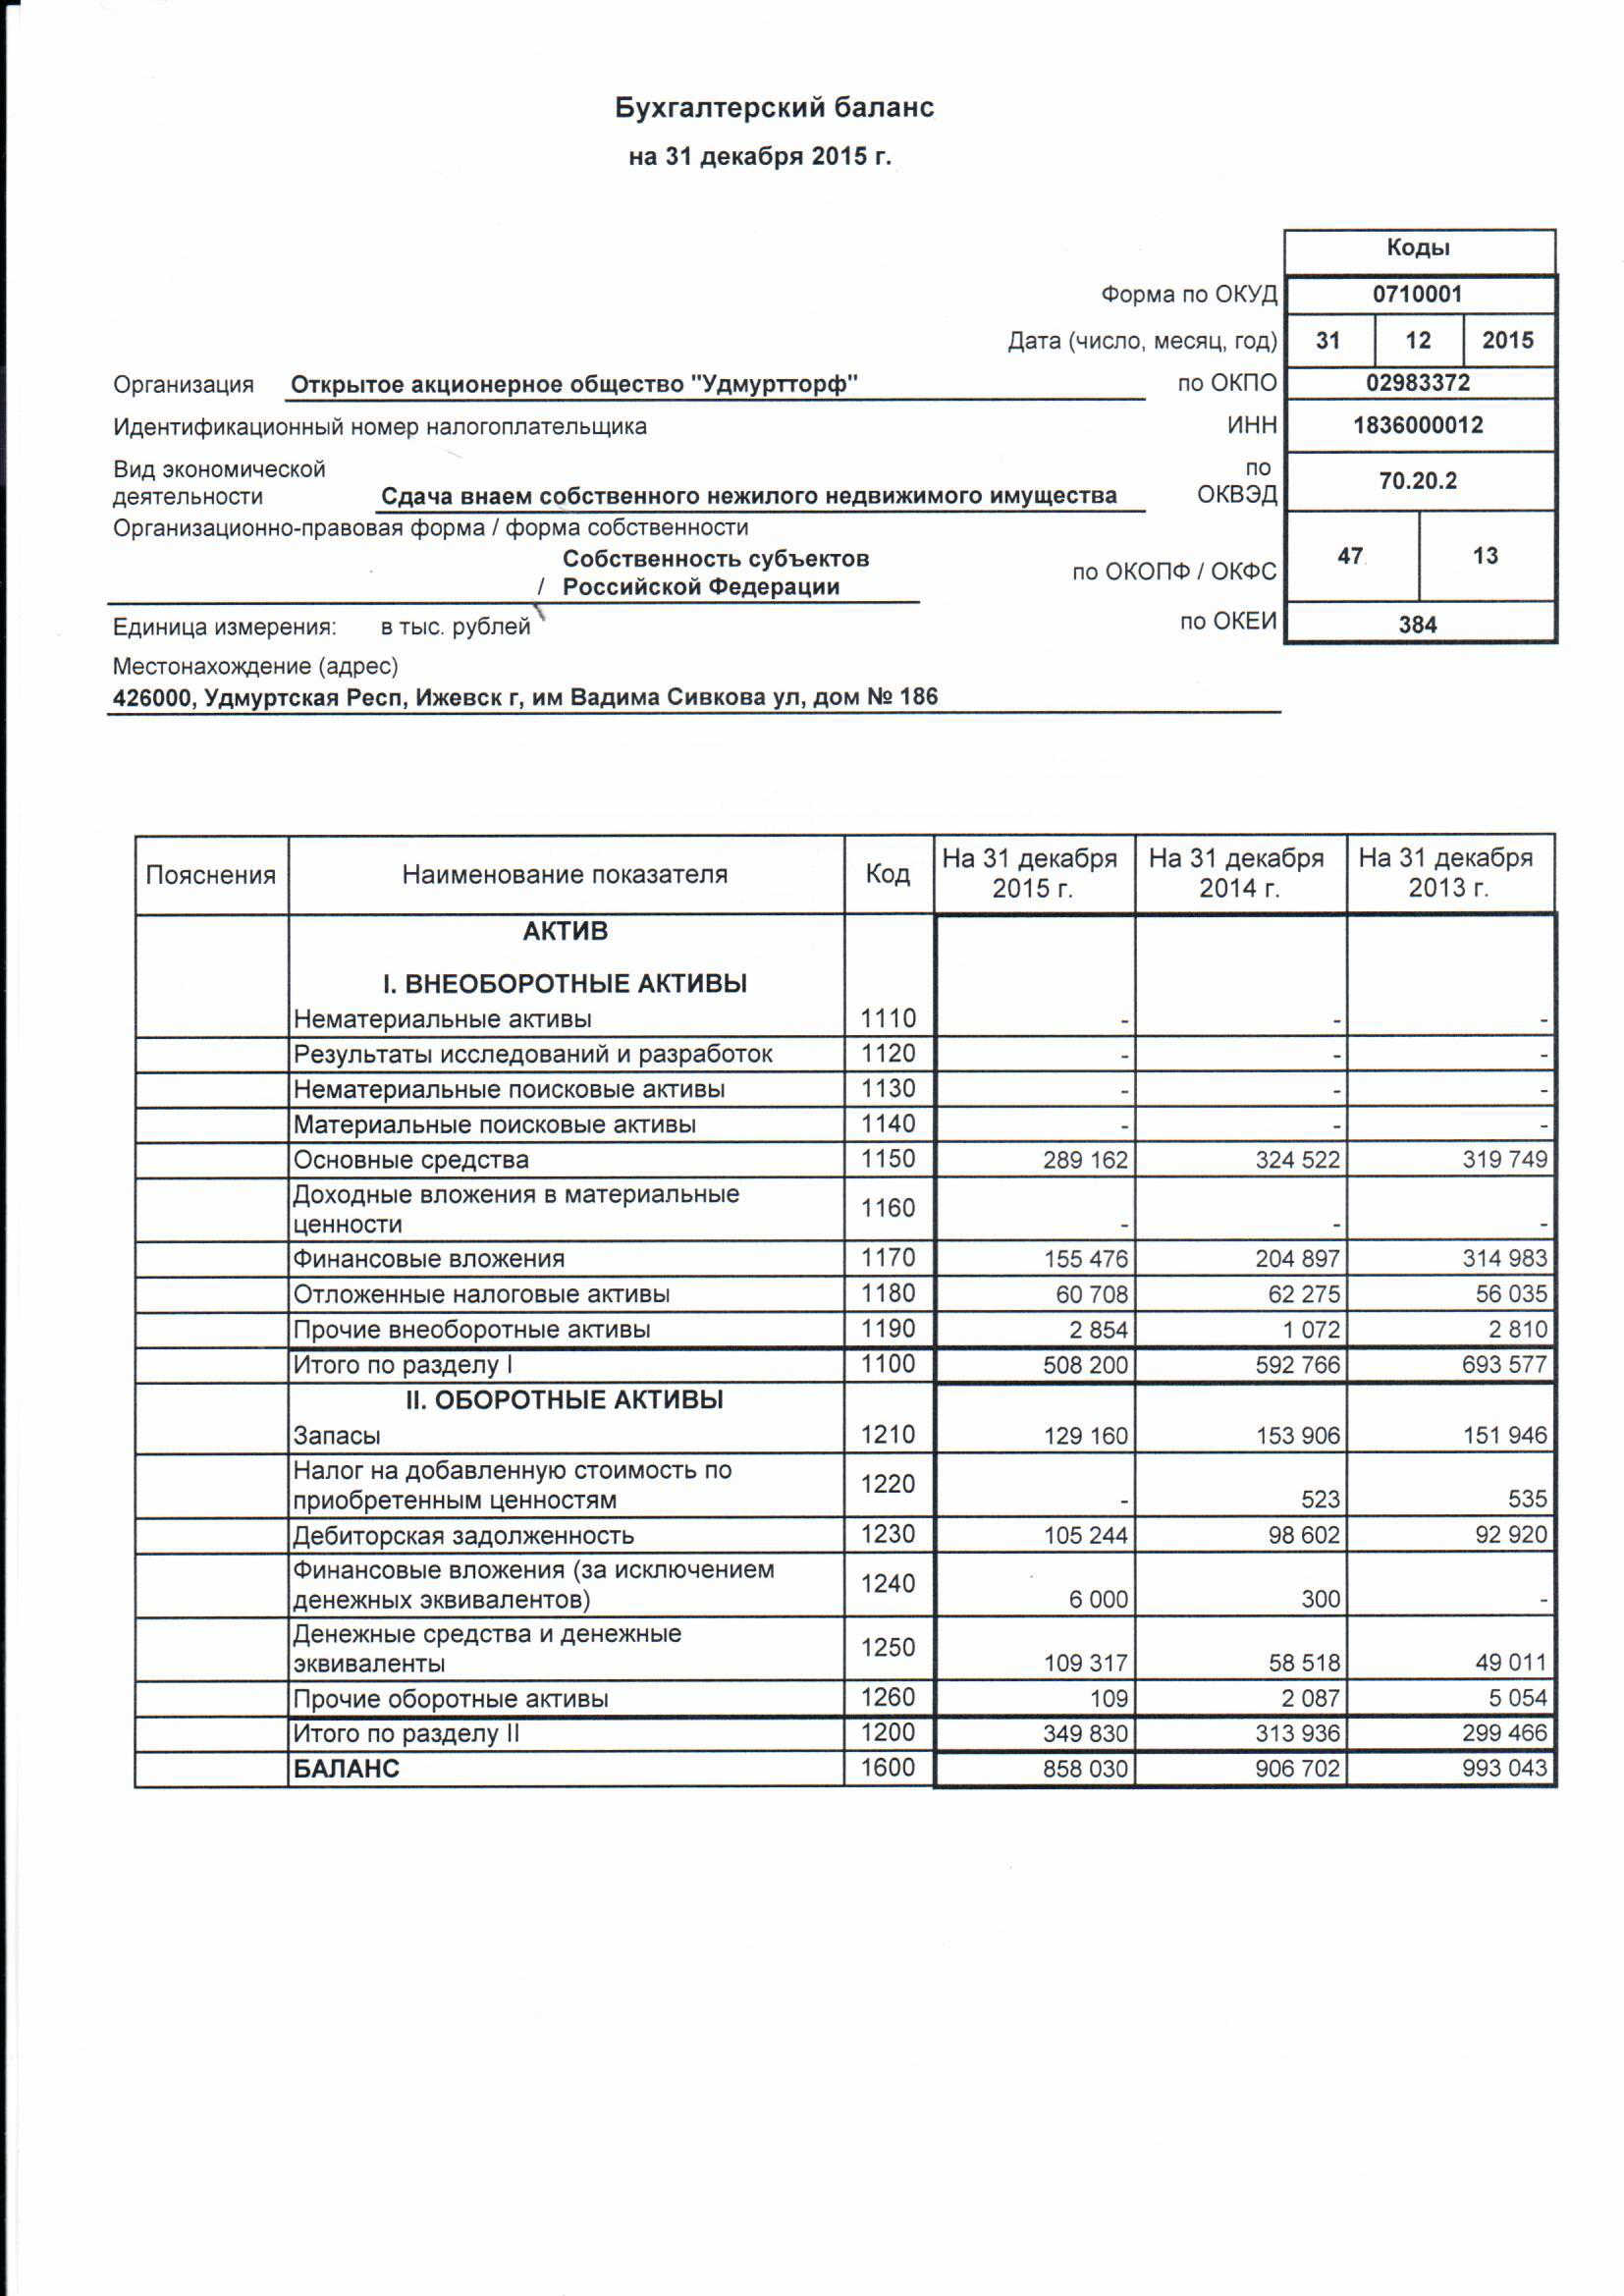 Бухгалтерский баланс
на 31 декабря 2015 г.
Коды
Форма по ОКУД 0710001
Дата (число, месяц, год) 31 12 2015
Организация Открытое акционерное общество "Удмуртторф" по ОКПО 02983372
Идентификационный номер налогоплательщика ИНН 1836000012
Вид экономической
деятельности Сдача внаем собственного нежилого недвижимого имущества по
ОКВЭД 70.20.2
Организационно-правовая форма / форма собственности
Собственность субъектов
/ Российской Федерации по ОКОПФ / ОКФС 47 13
Единица измерения: в тыс. рублей по ОКЕИ 384
Местонахождение (адрес)
426000, Удмуртская Респ, Ижевск г, им Вадима Сивкова ул, дом № 186
Пояснения Наименование показателя Код На 31 декабря 2015 г. На 31 декабря 2014 г. На 31 декабря 2013 г.
АКТИВ
I. ВНЕОБОРОТНЫЕ АКТИВЫ
Нематериальные активы 1110 - - -
Результаты исследований и разработок 1120 - - -
Нематериальные поисковые активы 1130 - - -
Материальные поисковые активы 1140 - - -
Основные средства 1150 289 162 324 522 319 749
Доходные вложения в материальные
ценности 1160 - - -
Финансовые вложения 1170 155 476 204 897 314 983
Отложенные налоговые активы 1180 60 708 62 275 56 035
Прочие внеоборотные активы 1190 2 854 1 072 2 810
Итого по разделу I 1100 508 200 592 766 693 577
II. ОБОРОТНЫЕ АКТИВЫ
Запасы 1210 129 160 153 906 151 946
Налог на добавленную стоимость по
приобретенным ценностям 1220 - 523 535
Дебиторская задолженность 1230 105 244 98 602 92 920
Финансовые вложения (за исключением
денежных эквивалентов) 1240 6 000 300 -
Денежные средства и денежные
эквиваленты 1250 109 317 58 518 49 011
Прочие оборотные активы 1260 109 2 087 5 054
Итого по разделу II 1200 349 830 313 936 299 466
БАЛАНС 1600 858 030 906 702 993 043